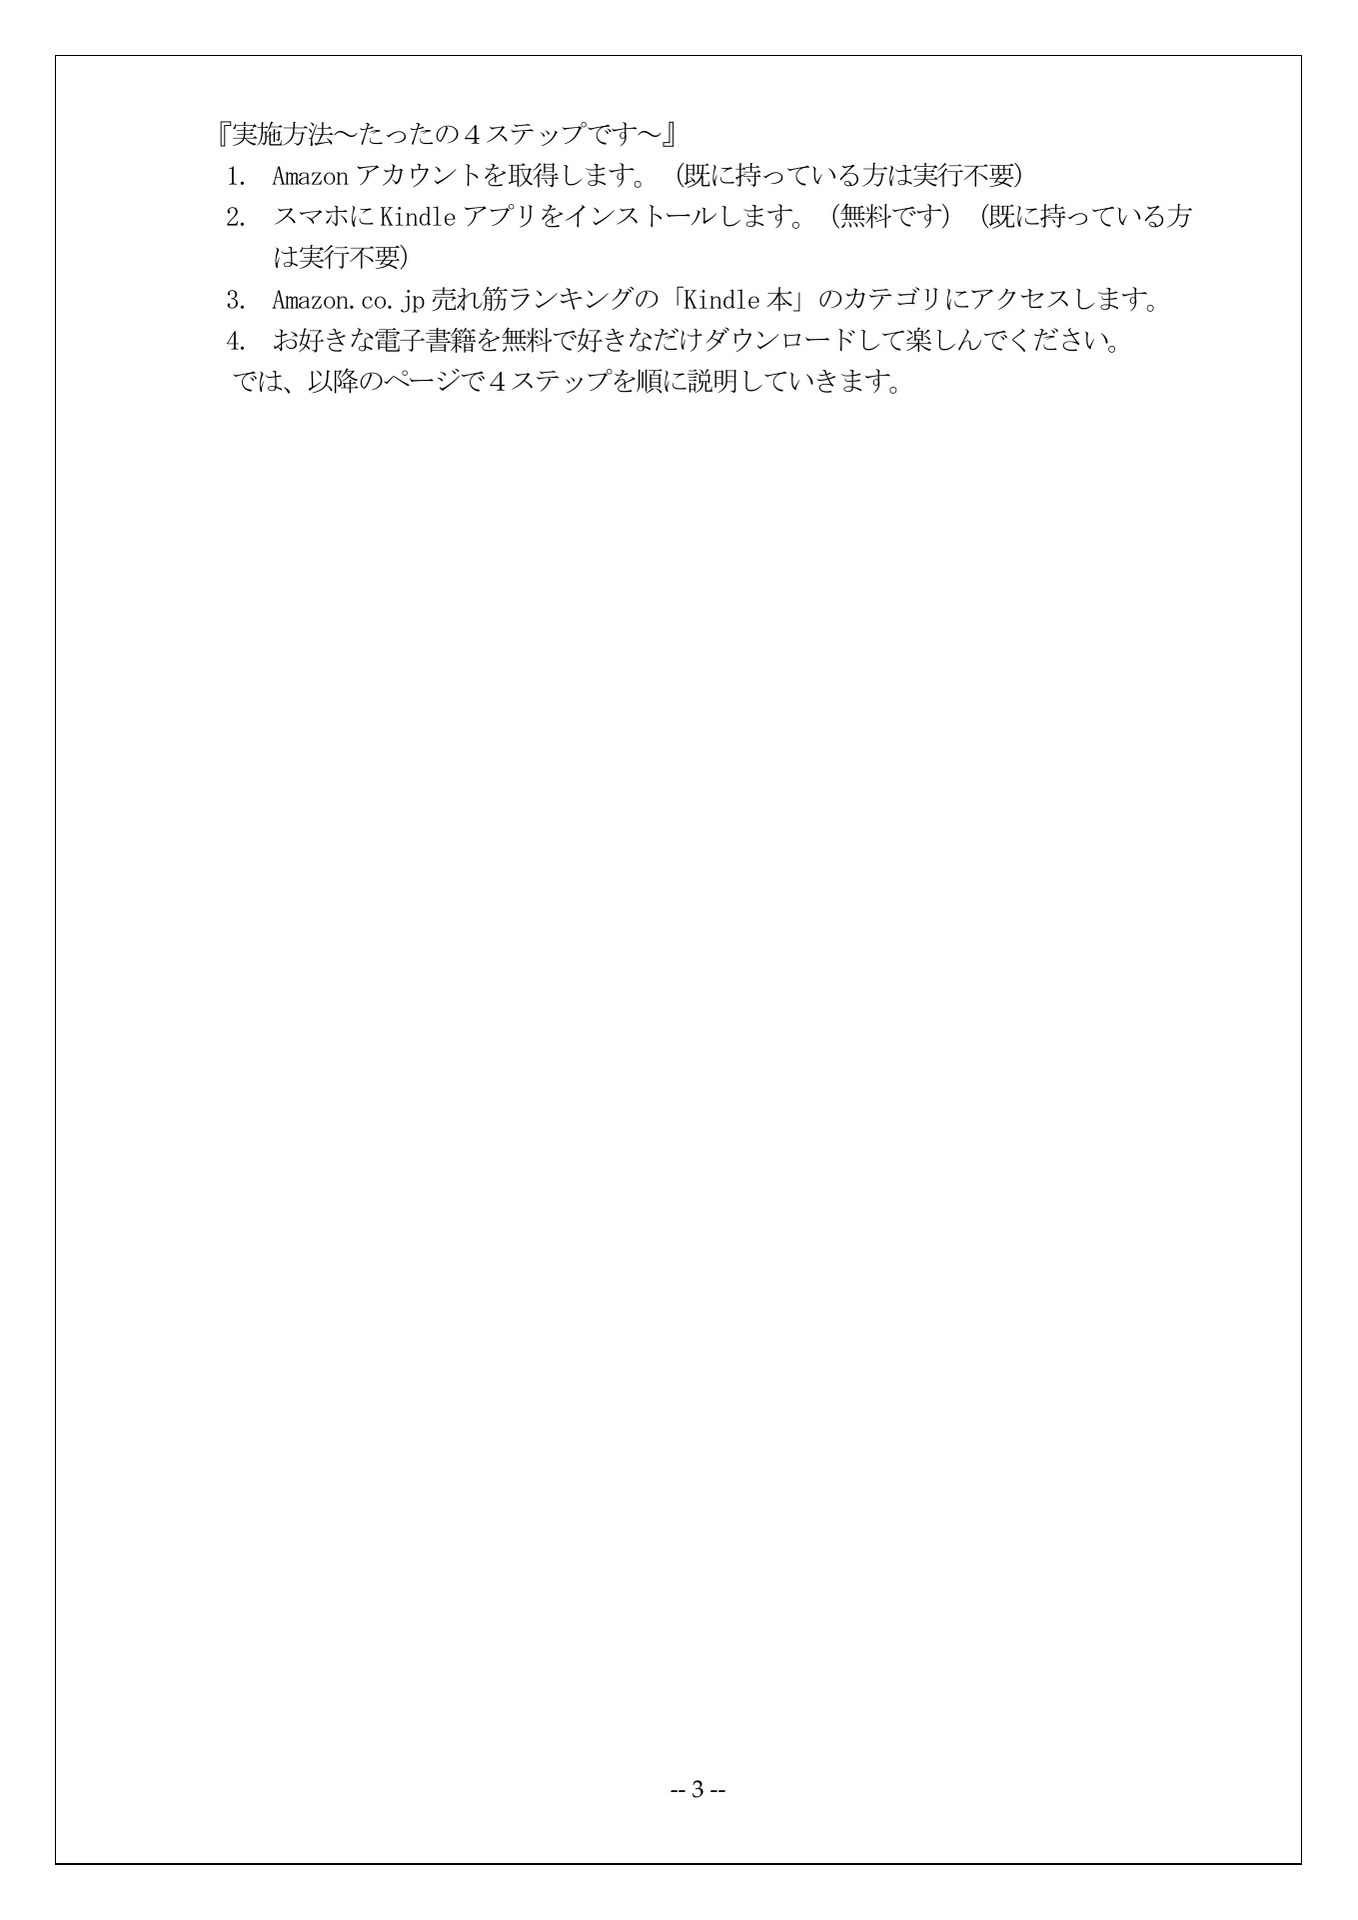 『実施方法～たったの４ステップです～』
1. Amazon アカウントを取得します。（既に持っている方は実行不要）
2. スマホに Kindle アプリをインストールします。（無料です）（既に持っている方
は実行不要）
3. Amazon.co.jp 売れ筋ランキングの「Kindle 本」のカテゴリにアクセスします。
4. お好きな電子書籍を無料で好きなだけダウンロードして楽しんでください。
では、以降のページで４ステップを順に説明していきます。
-- 3 --